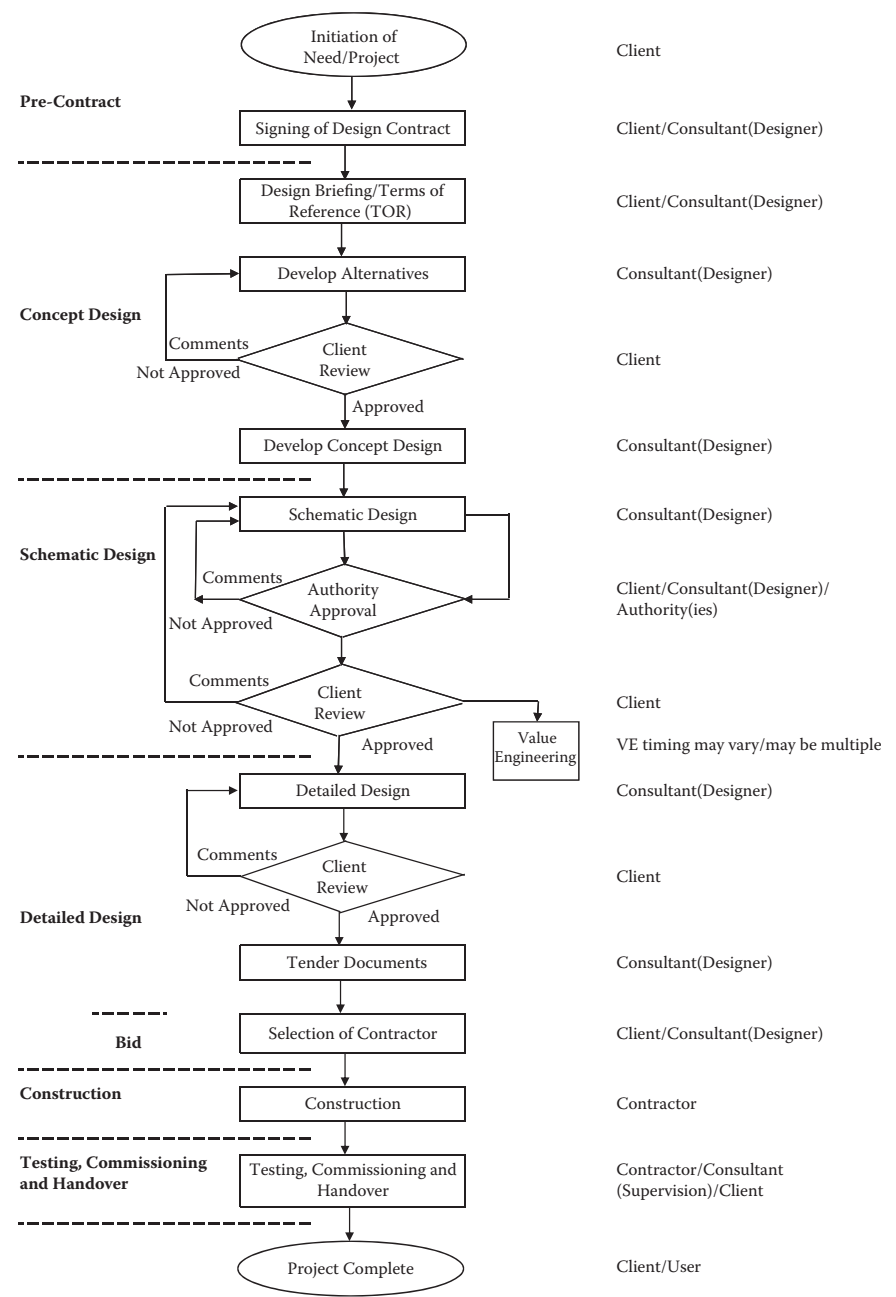 Initiation of
Need/Project
Client
Pre-Contract
Signing of Design Contract
Client/Consultant(Designer)
Design Briefing/Terms of
Reference (TOR)
Client/Consultant(Designer)
Develop Alternatives
Consultant(Designer)
Concept Design
Comments
Not Approved
Client
Review
Client
Approved
Develop Concept Design
Consultant(Designer)
Schematic Design
Consultant(Designer)
Schematic Design
Comments
Not Approved
Authority
Approval
Client/Consultant(Designer)/
Authority(ies)
Comments
Not Approved
Client
Review
Client
Approved
Value
Engineering
VE timing may vary/may be multiple
Detailed Design
Consultant(Designer)
Comments
Not Approved
Client
Review
Client
Approved
Detailed Design
Tender Documents
Consultant(Designer)
Bid
Selection of Contractor
Client/Consultant(Designer)
Construction
Construction
Contractor
Testing, Commissioning
and Handover
Testing, Commissioning and
Handover
Contractor/Consultant
(Supervision)/Client
Project Complete
Client/User